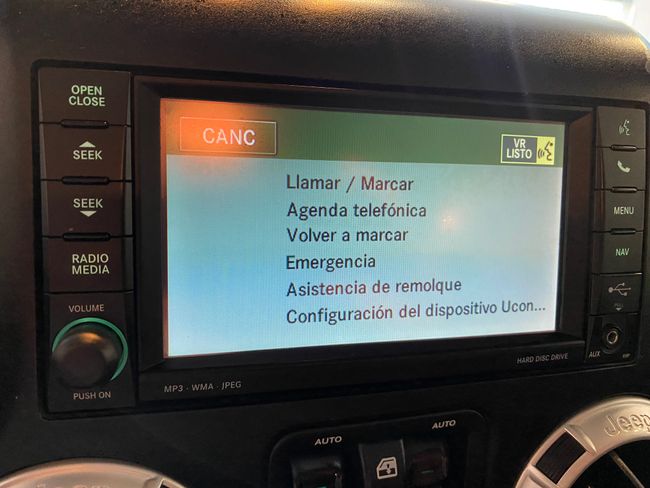 OPEN
CLOSE
SEEK
SEEK
RADIO
MEDIA
VOLUME
PUSH ON
CANC
VR
LISTO
Llamar / Marcar
Agenda telefónica
Volver a marcar
Emergencia
Asistencia de remolque
Configuración del dispositivo Ucon...
MP3 · WMA · JPEG
HARD DISC DRIVE
MENU
NAV
AUX
AUTO
AUTO
Jeep